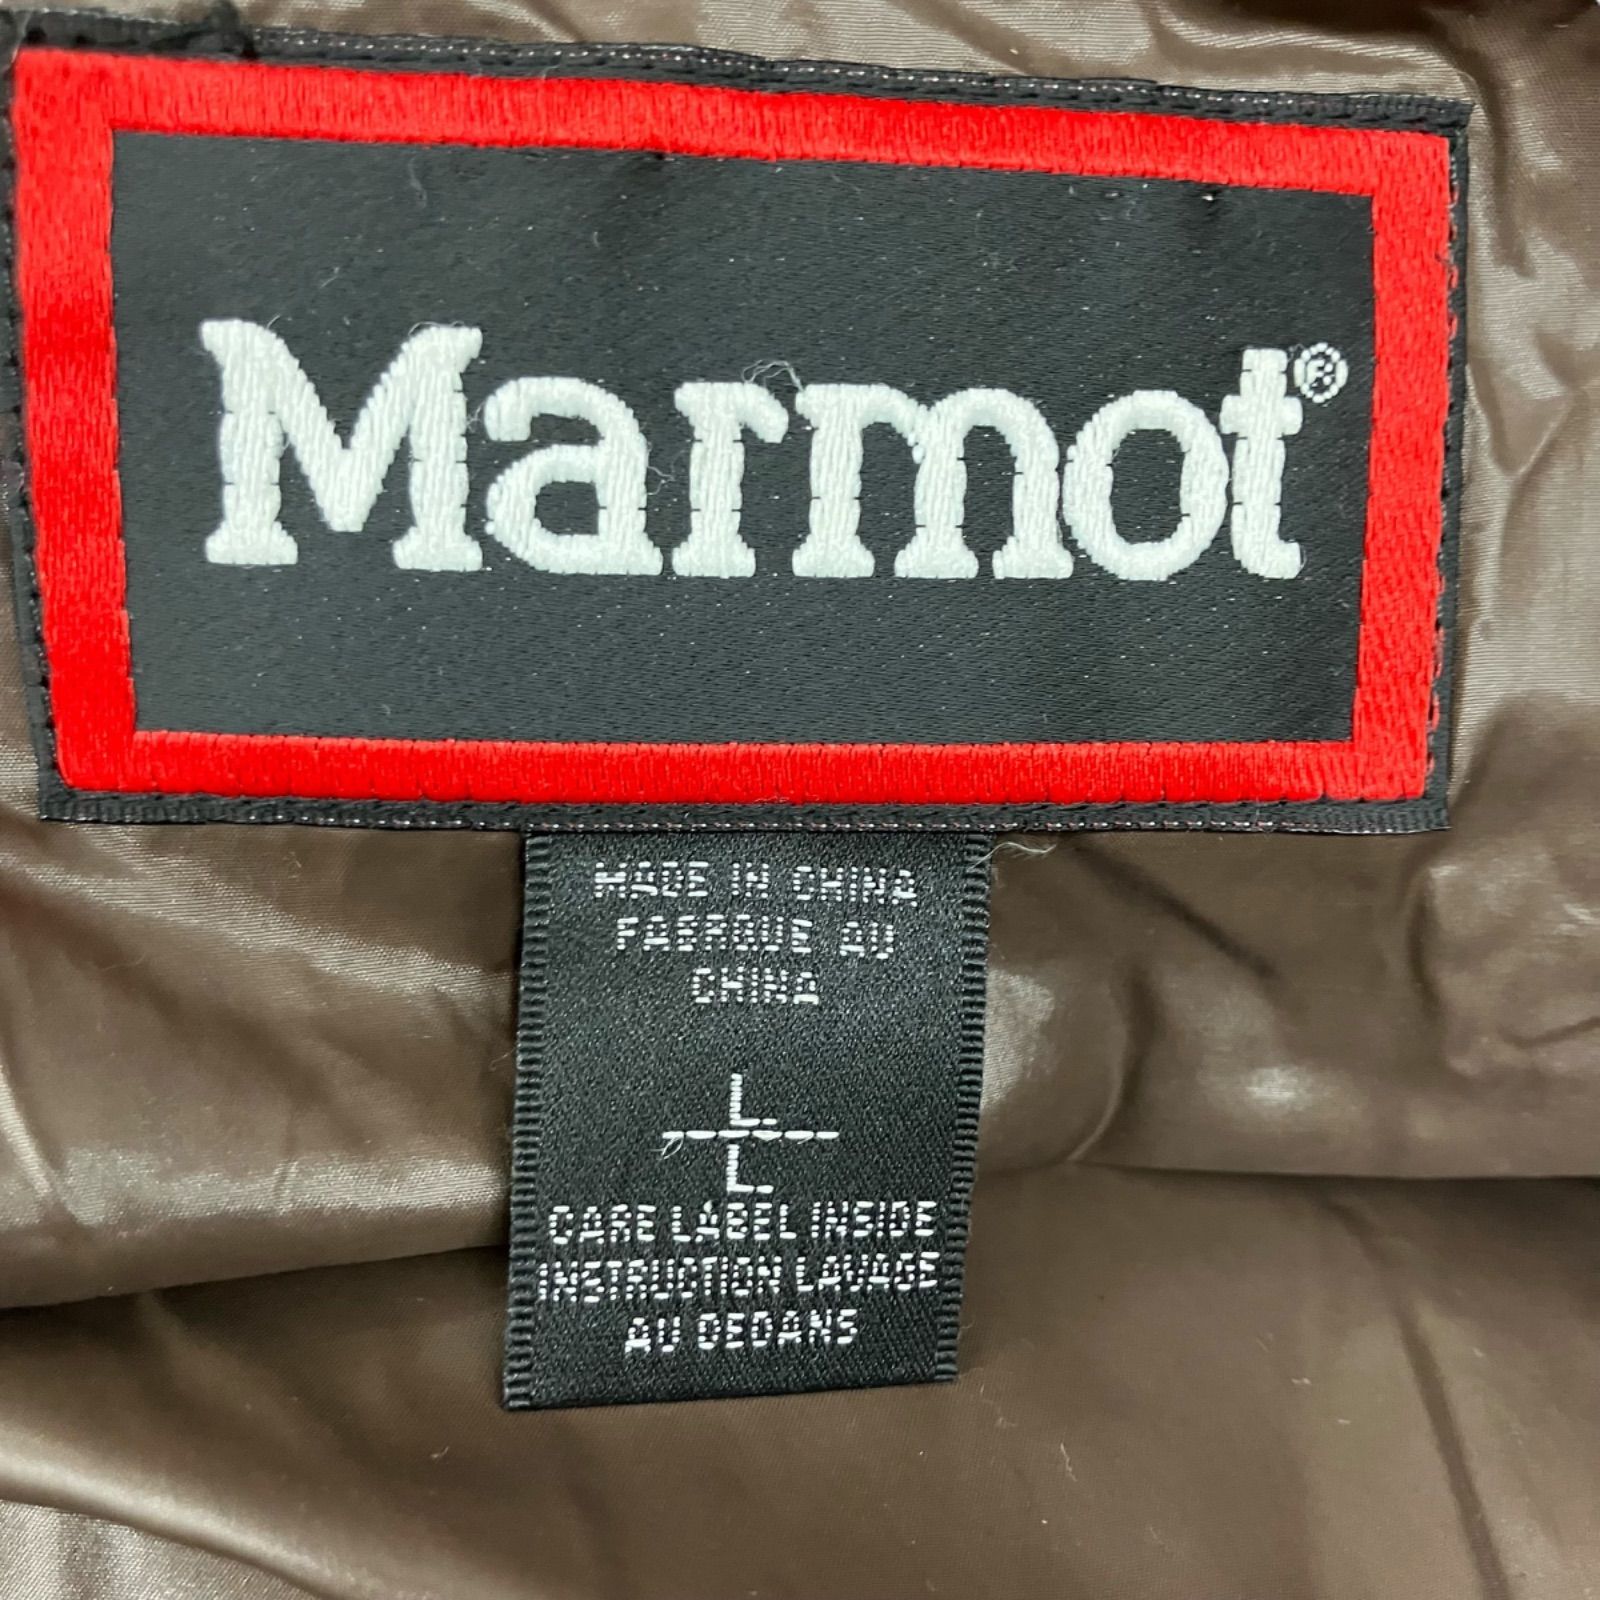 Marmot®
MADE IN CHINA
FABRQUE AU
CHINA
L
L
CARE LABEL INSIDE
INSTRUCTION LAVAGE
AU DEDANS